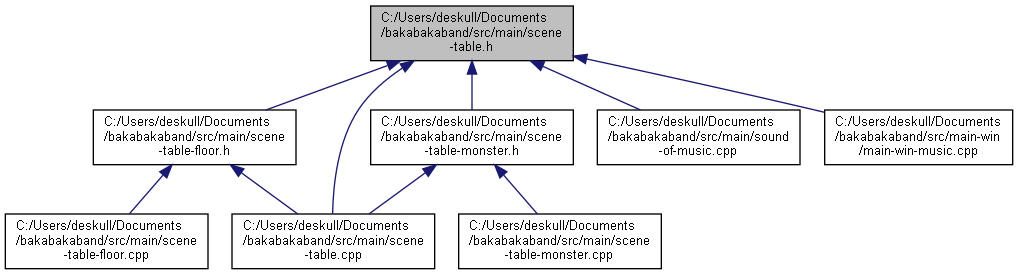 C:/Users/deskull/Documents
/bakabakaband/src/main/scene
-table.h
C:/Users/deskull/Documents
/bakabakaband/src/main/scene
-table-floor.h
C:/Users/deskull/Documents
/bakabakaband/src/main/scene
-table-monster.h
C:/Users/deskull/Documents
/bakabakaband/src/main/sound
-of-music.cpp
C:/Users/deskull/Documents
/bakabakaband/src/main-win
/main-win-music.cpp
C:/Users/deskull/Documents
/bakabakaband/src/main/scene
-table-floor.cpp
C:/Users/deskull/Documents
/bakabakaband/src/main/scene
-table.cpp
C:/Users/deskull/Documents
/bakabakaband/src/main/scene
-table-monster.cpp